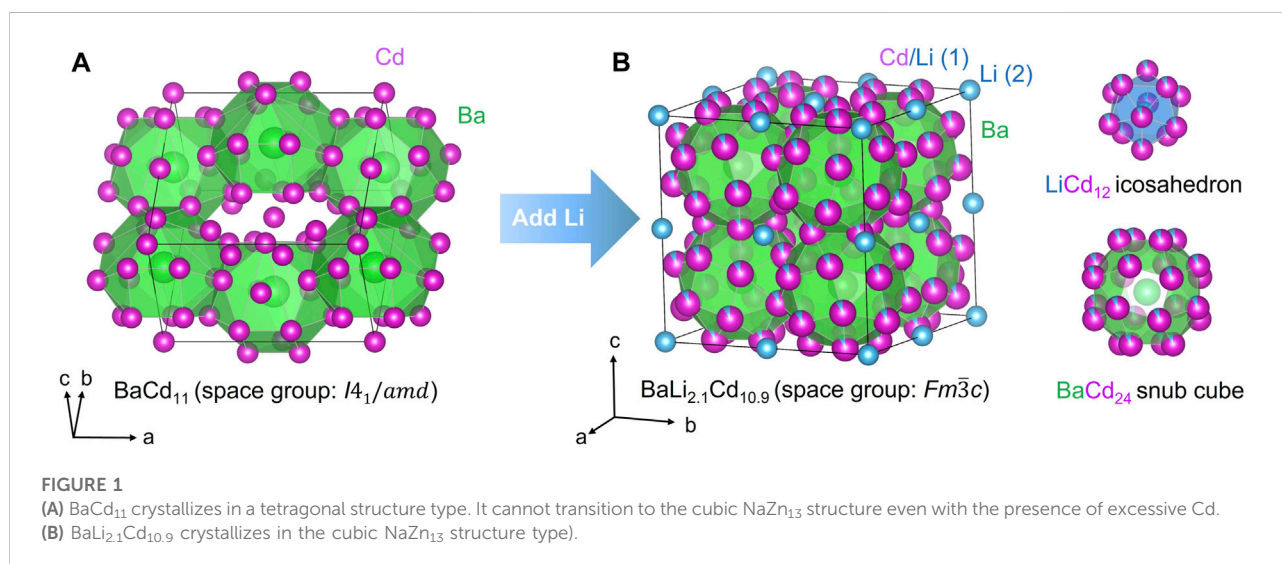 A
Cd
Ba
c b
a
BaCd₁₁ (space group: I4₁/amd)
Add Li
B
Cd/Li (1)
Li (2)
Ba
c
a
b
BaLi₂.₁Cd₁₀.₉ (space group: Fm3̅c)
LiCd₁₂ icosahedron
BaCd₂₄ snub cube
FIGURE 1
(A) BaCd₁₁ crystallizes in a tetragonal structure type. It cannot transition to the cubic NaZn₁₃ structure even with the presence of excessive Cd.
(B) BaLi₂.₁Cd₁₀.₉ crystallizes in the cubic NaZn₁₃ structure type).